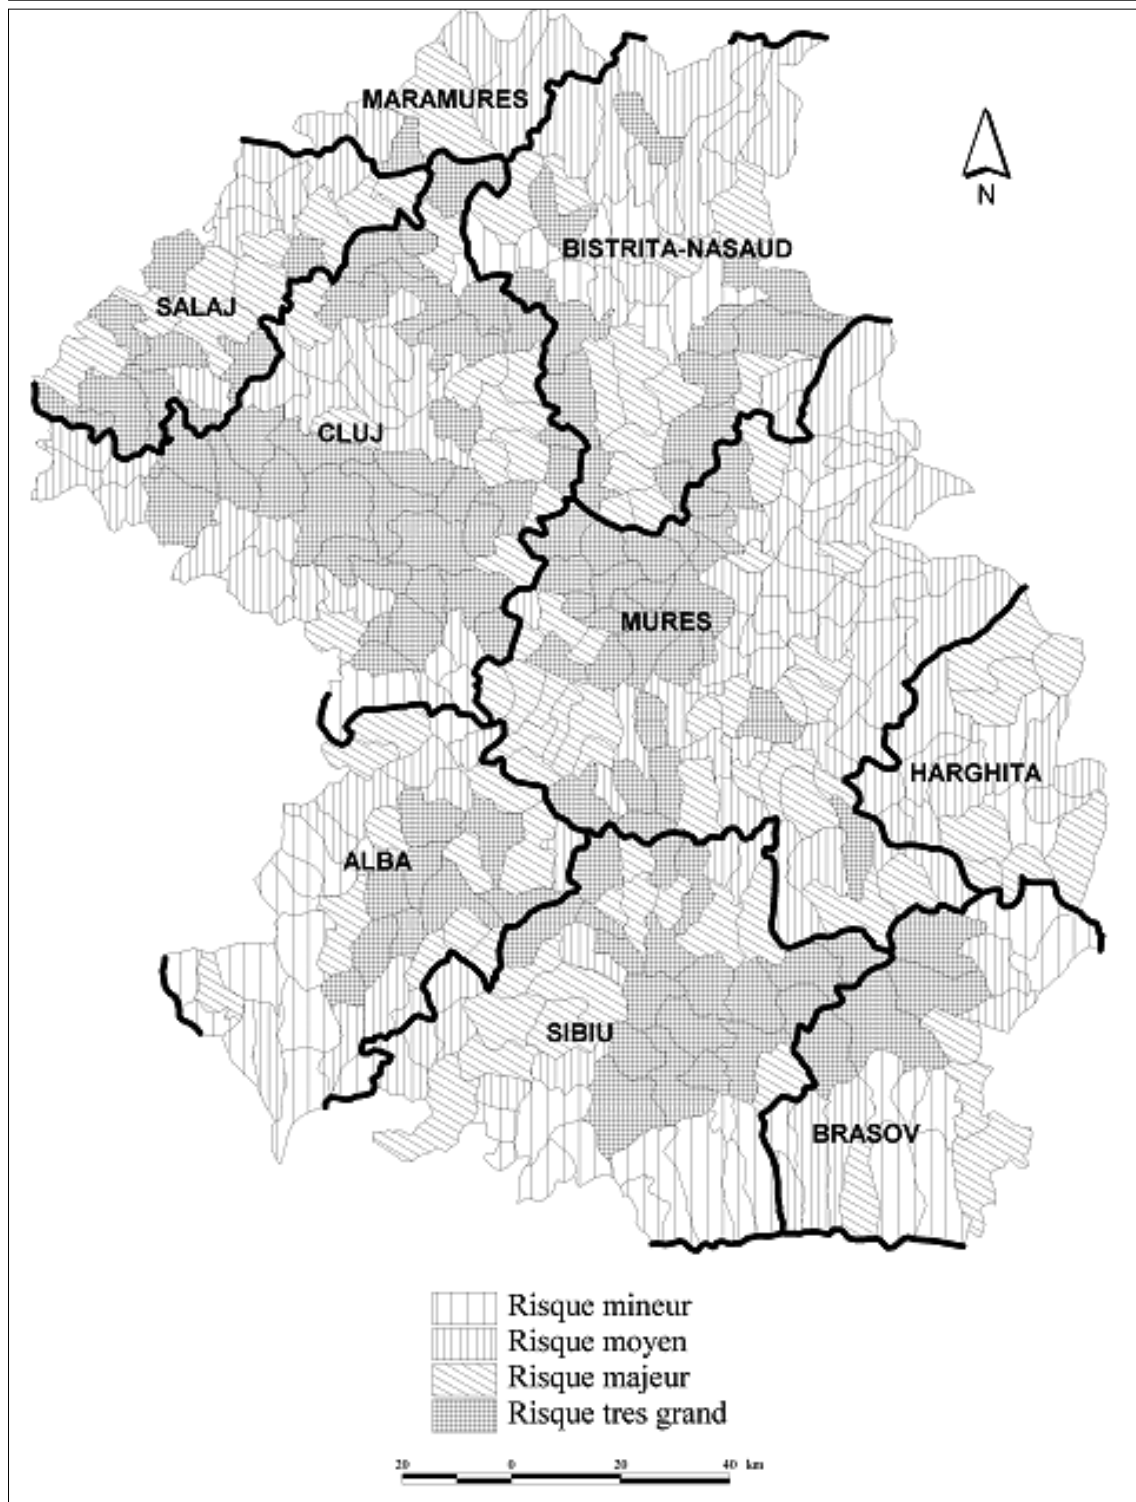 MARAMURES
N
BISTRITA-NASAUD
SALAJ
CLUJ
MURES
HARGHITA
ALBA
SIBIU
BRASOV
Risque mineur
Risque moyen
Risque majeur
Risque tres grand
20 0 20 40 km